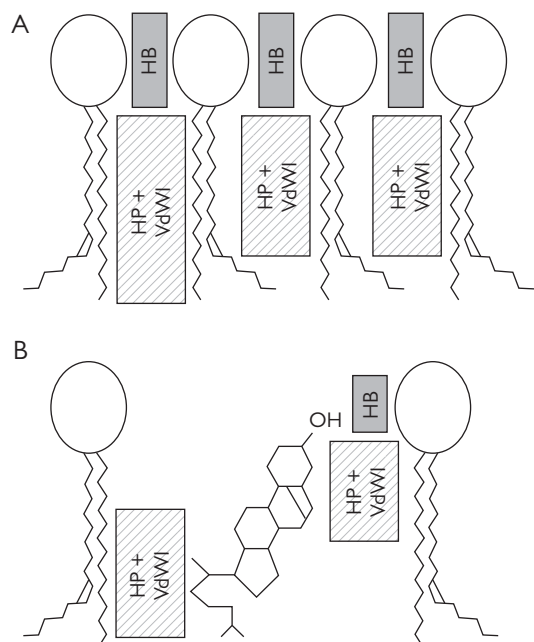 A
HB
HB
HB
HP +
VdWI
HP +
VdWI
HP +
VdWI
B
OH
HB
HP +
VdWI
HP +
VdWI